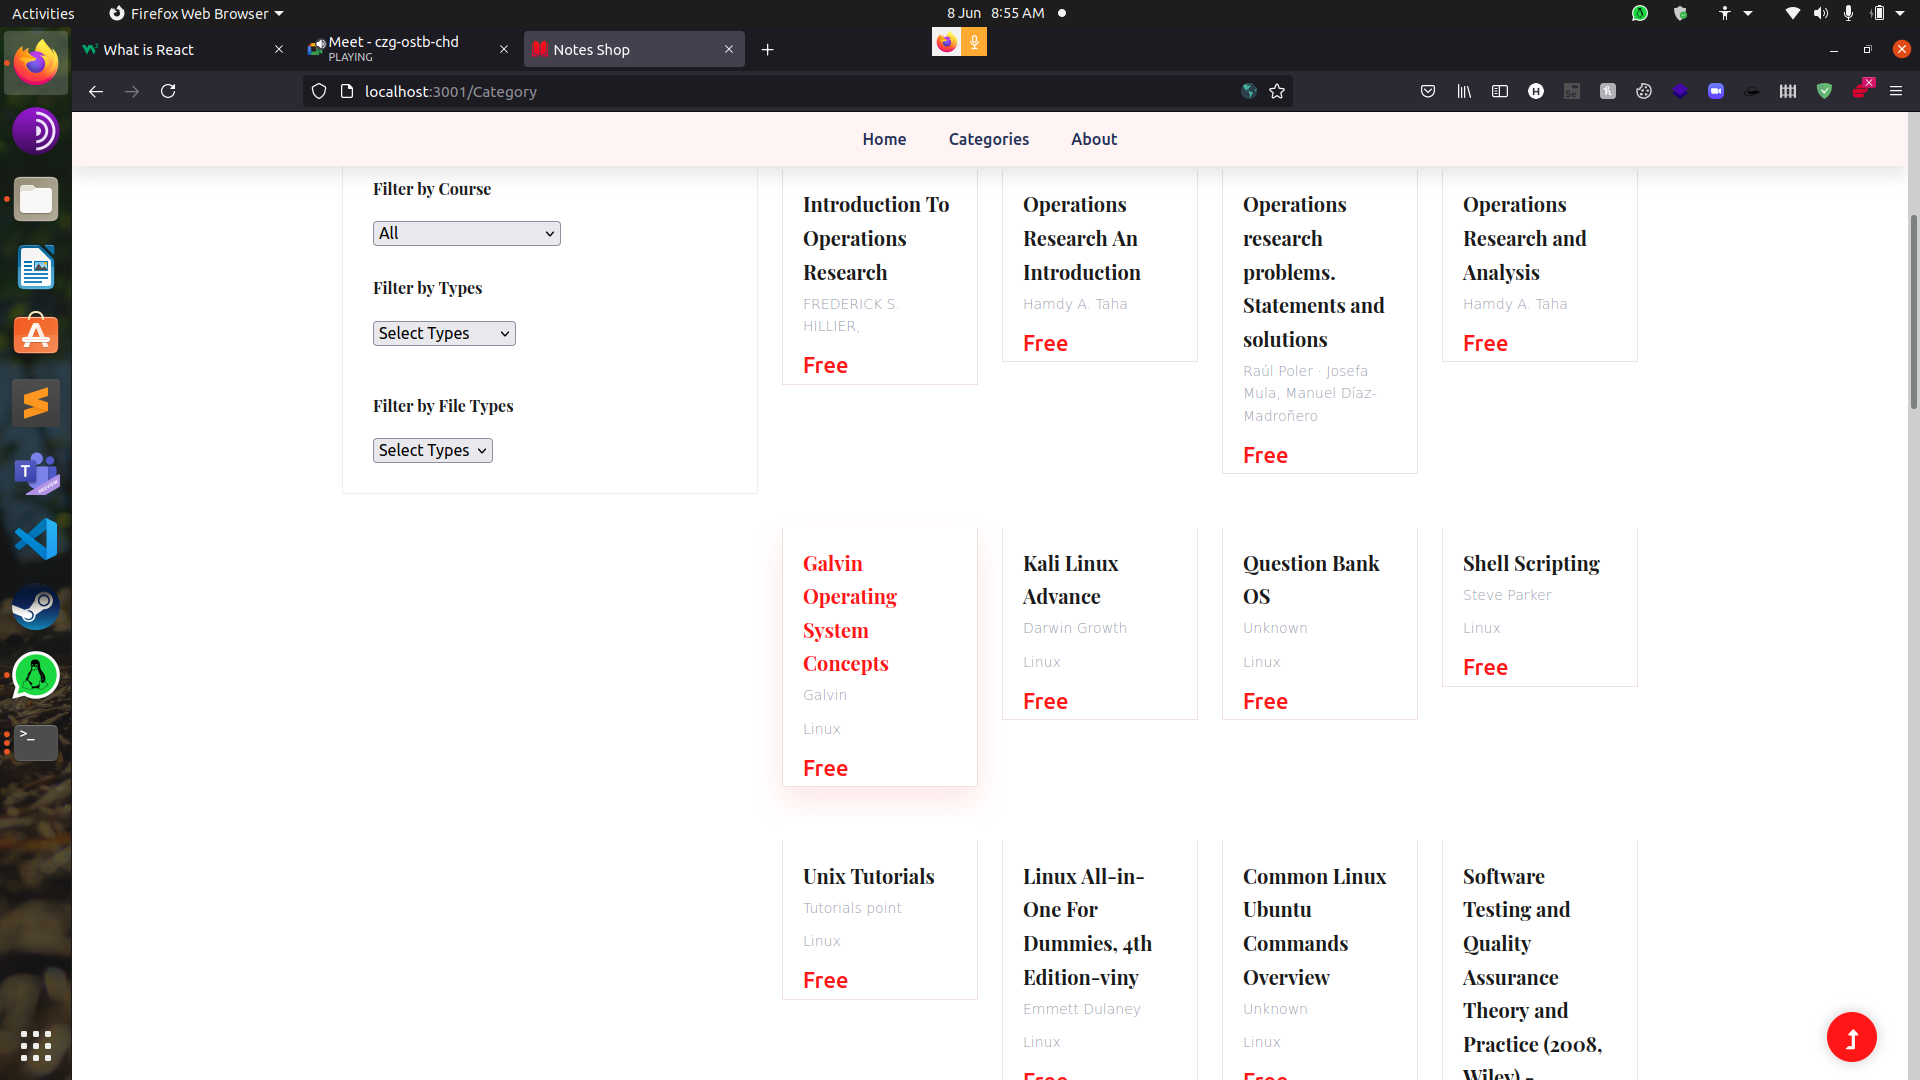 Activities
Firefox Web Browser
8 Jun 8:55 AM
What is React
Meet - czg-ostb-chd
PLAYING
Notes Shop
localhost:3001/Category
Home
Categories
About
Filter by Course
All
Filter by Types
Select Types
Filter by File Types
Select Types
Introduction To
Operations
Research
FREDERICK S.
HILLIER,
Free
Operations
Research An
Introduction
Hamdy A. Taha
Free
Operations
research
problems.
Statements and
solutions
Raúl Poler · Josefa
Mula, Manuel Díaz-
Madroñero
Free
Operations
Research and
Analysis
Hamdy A. Taha
Free
Galvin
Operating
System
Concepts
Galvin
Linux
Free
Kali Linux
Advance
Darwin Growth
Linux
Free
Question Bank
OS
Unknown
Linux
Free
Shell Scripting
Steve Parker
Linux
Free
Unix Tutorials
Tutorials point
Linux
Free
Linux All-in-
One For
Dummies, 4th
Edition-viny
Emmett Dulaney
Linux
Free
Common Linux
Ubuntu
Commands
Overview
Unknown
Linux
Free
Software
Testing and
Quality
Assurance
Theory and
Practice (2008,
Wiley) -